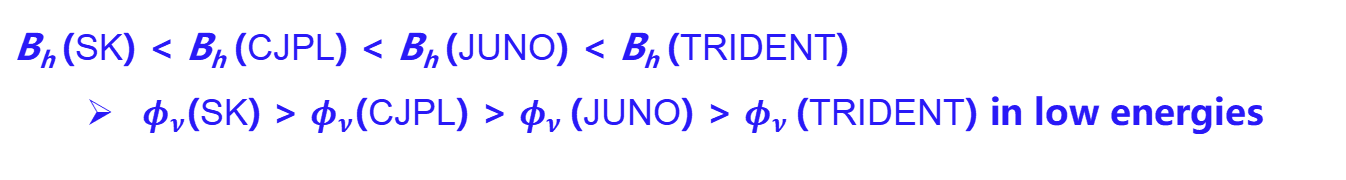 B_h (SK) < B_h (CJPL) < B_h (JUNO) < B_h (TRIDENT)
➢ ϕ_ν(SK) > ϕ_ν(CJPL) > ϕ_ν (JUNO) > ϕ_ν (TRIDENT) in low energies